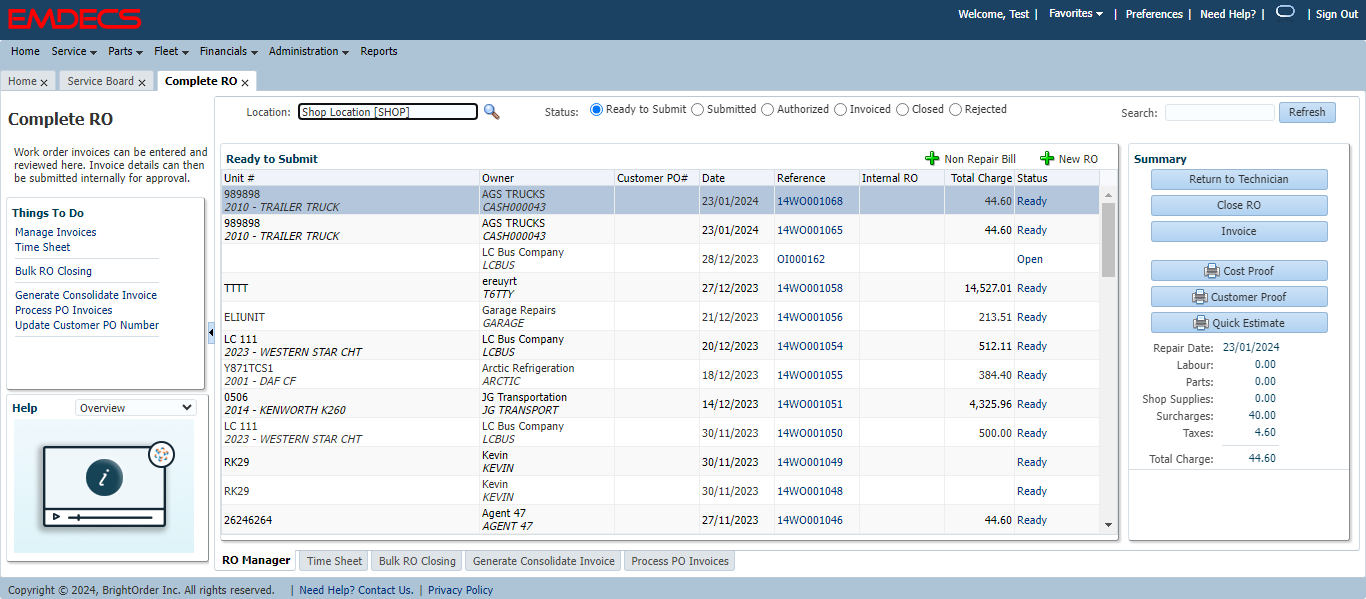 EMDECS
Welcome, Test | Favorites | Preferences | Need Help? | | Sign Out
Home Service Parts Fleet Financials Administration Reports
Home x Service Board x Complete RO x
Complete RO
Work order invoices can be entered and
reviewed here. Invoice details can then
be submitted internally for approval.
Things To Do
Manage Invoices
Time Sheet
Bulk RO Closing
Generate Consolidate Invoice
Process PO Invoices
Update Customer PO Number
Help Overview
i
Location: Shop Location [SHOP] Status: Ready to Submit Submitted Authorized Invoiced Closed Rejected Search: Refresh
Ready to Submit Non Repair Bill New RO
Unit # Owner Customer PO# Date Reference Internal RO Total Charge Status
989898 AGS TRUCKS
2010 - TRAILER TRUCK CASH000043 23/01/2024 14WO001068 44.60 Ready
989898 AGS TRUCKS
2010 - TRAILER TRUCK CASH000043 23/01/2024 14WO001065 44.60 Ready
LC Bus Company
LCBUS 28/12/2023 OI000162 Open
TTTT ereuyrt
T6TTY 27/12/2023 14WO001058 14,527.01 Ready
ELIUNIT Garage Repairs
GARAGE 21/12/2023 14WO001056 213.51 Ready
LC 111 LC Bus Company
2023 - WESTERN STAR CHT LCBUS 20/12/2023 14WO001054 512.11 Ready
Y871TCS1 Arctic Refrigeration
2001 - DAF CF ARCTIC 18/12/2023 14WO001055 384.40 Ready
0506 JG Transportation
2014 - KENWORTH K260 JG TRANSPORT 14/12/2023 14WO001051 4,325.96 Ready
LC 111 LC Bus Company
2023 - WESTERN STAR CHT LCBUS 30/11/2023 14WO001050 500.00 Ready
RK29 Kevin
KEVIN 30/11/2023 14WO001049 Ready
RK29 Kevin
KEVIN 30/11/2023 14WO001048 Ready
26246264 Agent 47
AGENT 47 27/11/2023 14WO001046 44.60 Ready
Summary
Return to Technician
Close RO
Invoice
Cost Proof
Customer Proof
Quick Estimate
Repair Date: 23/01/2024
Labour: 0.00
Parts: 0.00
Shop Supplies: 0.00
Surcharges: 40.00
Taxes: 4.60
Total Charge: 44.60
RO Manager Time Sheet Bulk RO Closing Generate Consolidate Invoice Process PO Invoices
Copyright © 2024, BrightOrder Inc. All rights reserved. | Need Help? Contact Us. | Privacy Policy